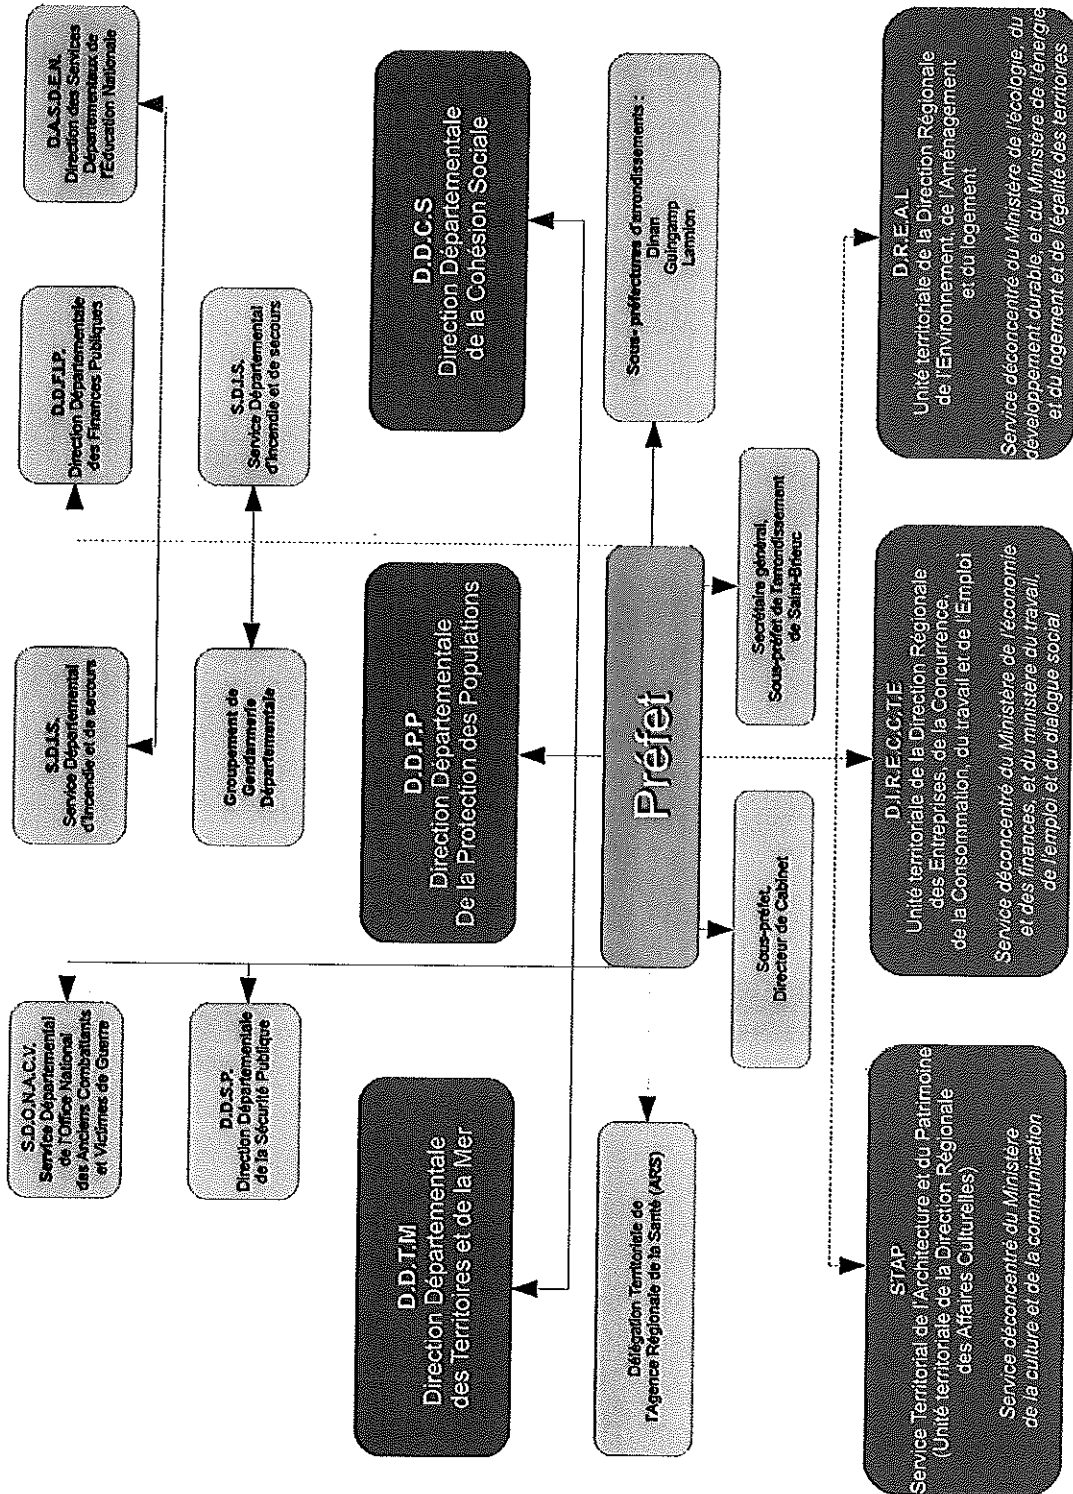 S.D.O.N.A.C.V.
Service Départemental
de l'Office National
des Anciens Combattants
et Victimes de Guerre
S.D.I.S.
Service Départemental
d'Incendie et de secours
D.D.F.I.P.
Direction Départementale
des Finances Publiques
D.A.S.D.E.N.
Direction des Services
Départementaux de
l'Education Nationale
D.D.S.P.
Direction Départementale
de la Sécurité Publique
Groupement de
Gendarmerie
Départementale
S.D.I.S.
Service Départemental
d'Incendie et de secours
D.D.T.M
Direction Départementale
des Territoires et de la Mer
D.D.P.P
Direction Départementale
De la Protection des Populations
D.D.C.S
Direction Départementale
de la Cohésion Sociale
Délégation Territoriale de
l'Agence Régionale de la Santé (ARS)
Préfet
Sous- préfectures d'arrondissements :
Dinan
Guingamp
Lannion
Sous-préfet,
Directeur de Cabinet
Secrétaire général,
Sous-préfet de l'arrondissement
de Saint-Brieuc
STAP
Service Territorial de l'Architecture et du Patrimoine
(Unité territoriale de la Direction Régionale
des Affaires Culturelles)
Service déconcentré du Ministère
de la culture et de la communication
D.I.R.E.C.C.T.E
Unité territoriale de la Direction Régionale
des Entreprises, de la Concurrence,
de la Consommation, du travail et de l'Emploi
Service déconcentré du Ministère de l'économie
et des finances, et du ministère du travail,
de l'emploi et du dialogue social
D.R.E.A.L
Unité territoriale de la Direction Régionale
de l'Environnement, de l'Aménagement
et du logement
Service déconcentré du Ministère de l'écologie, du
développement durable, et du Ministère de l'énergie,
et du logement et de l'égalité des territoires